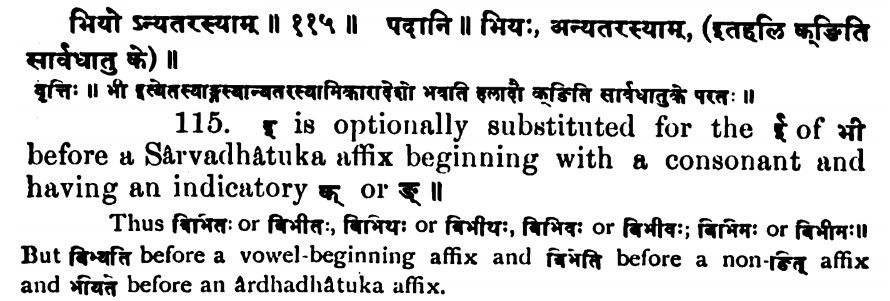 भियो ऽन्यतरस्याम् ॥ ११५ ॥ पदानि ॥ भियः, अन्यतरस्याम्, (इतहलि क्ङिति
सार्वधातु के) ॥
वृत्तिः ॥ भी इत्येतस्याङ्गस्यान्यतरस्यामिकारादेशो भवाति हलादौ क्ङिति सार्वधातुके परतः ॥
115. इ is optionally substituted for the ई of भी
before a Sârvadhâtuka affix beginning with a consonant and
having an indicatory क् or ङ् ॥
Thus बिभितः or बिभीतः, बिभिथः or बिभीथः, बिभिवः or बिभीवः; बिभिमः or बिभीमः॥
But बिभ्यति before a vowel-beginning affix and बिभेति before a non-ङित् affix
and भीयते before an ârdhadhâtuka affix.